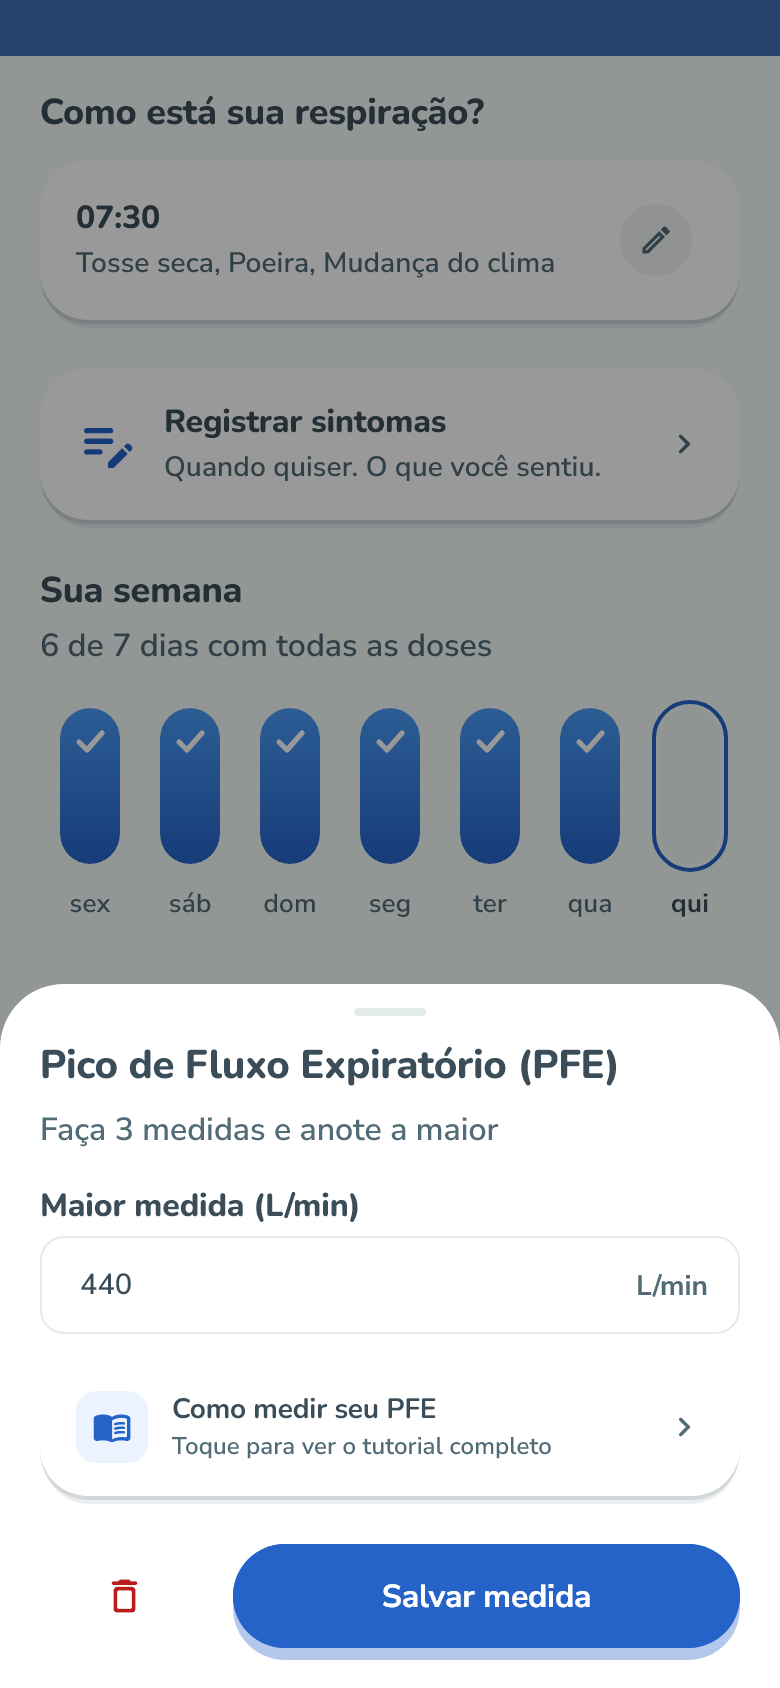 Como está sua respiração?
07:30
Tosse seca, Poeira, Mudança do clima
Registrar sintomas
Quando quiser. O que você sentiu.
Sua semana
6 de 7 dias com todas as doses
sex sáb dom seg ter qua qui
Pico de Fluxo Expiratório (PFE)
Faça 3 medidas e anote a maior
Maior medida (L/min)
440 L/min
Como medir seu PFE
Toque para ver o tutorial completo
Salvar medida